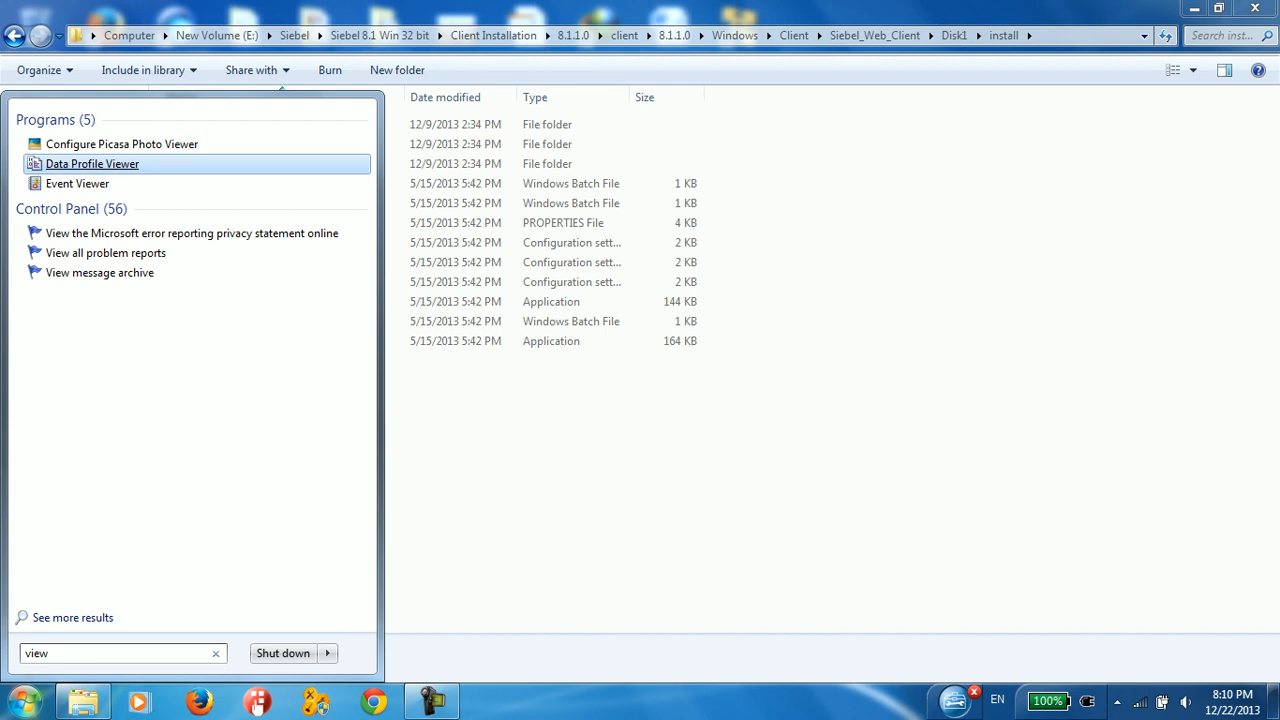 Computer New Volume (E:) Siebel Siebel 8.1 Win 32 bit Client Installation 8.1.1.0 client 8.1.1.0 Windows Client Siebel_Web_Client Disk1 install Search inst...
Organize Include in library Share with Burn New folder
Date modified Type Size
Programs (5)
Configure Picasa Photo Viewer
Data Profile Viewer
Event Viewer
Control Panel (56)
View the Microsoft error reporting privacy statement online
View all problem reports
View message archive
12/9/2013 2:34 PM File folder
12/9/2013 2:34 PM File folder
12/9/2013 2:34 PM File folder
5/15/2013 5:42 PM Windows Batch File 1 KB
5/15/2013 5:42 PM Windows Batch File 1 KB
5/15/2013 5:42 PM PROPERTIES File 4 KB
5/15/2013 5:42 PM Configuration sett... 2 KB
5/15/2013 5:42 PM Configuration sett... 2 KB
5/15/2013 5:42 PM Configuration sett... 2 KB
5/15/2013 5:42 PM Application 144 KB
5/15/2013 5:42 PM Windows Batch File 1 KB
5/15/2013 5:42 PM Application 164 KB
See more results
view Shut down
EN 100% 8:10 PM
12/22/2013